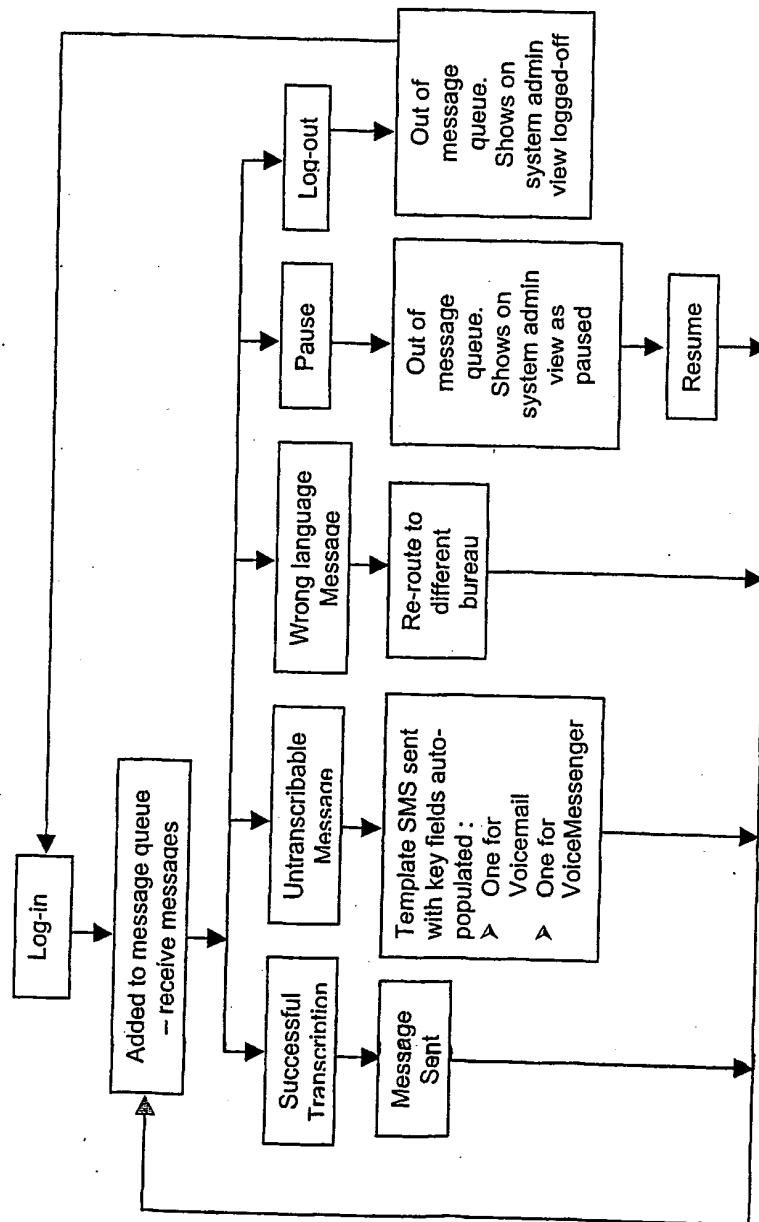 Log-in
Added to message queue
– receive messages
Successful
Transcription
Untranscribable
Message
Wrong language
Message
Pause
Log-out
Message
Sent
Template SMS sent
with key fields auto-
populated :
➢ One for
Voicemail
➢ One for
VoiceMessenger
Re-route to
different
bureau
Out of
message
queue.
Shows on
system admin
view as
paused
Out of
message
queue.
Shows on
system admin
view logged-off
Resume